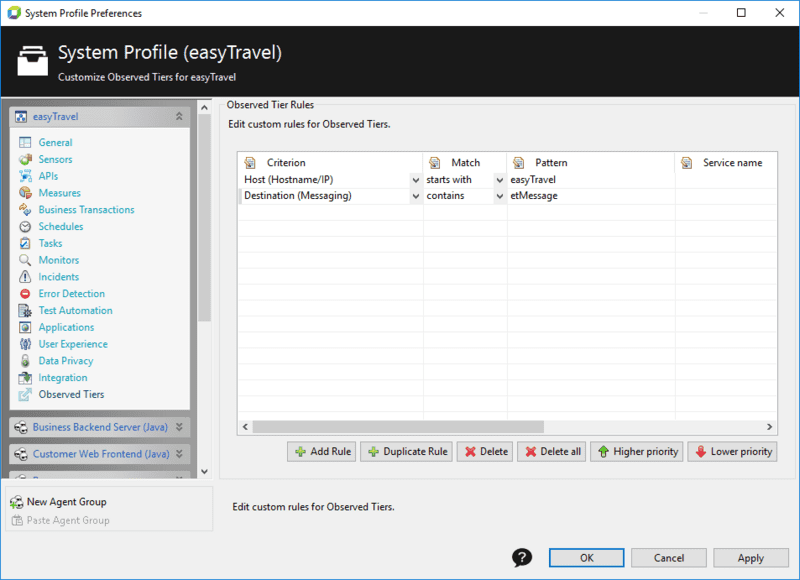 System Profile Preferences
System Profile (easyTravel)
Customize Observed Tiers for easyTravel
easyTravel
General
Sensors
APIs
Measures
Business Transactions
Schedules
Tasks
Monitors
Incidents
Error Detection
Test Automation
Applications
User Experience
Data Privacy
Integration
Observed Tiers
Business Backend Server (Java)
Customer Web Frontend (Java)
New Agent Group
Paste Agent Group
Observed Tier Rules
Edit custom rules for Observed Tiers.
Criterion Match Pattern Service name
Host (Hostname/IP) starts with easyTravel
Destination (Messaging) contains etMessage
Add Rule Duplicate Rule Delete Delete all Higher priority Lower priority
Edit custom rules for Observed Tiers.
? OK Cancel Apply